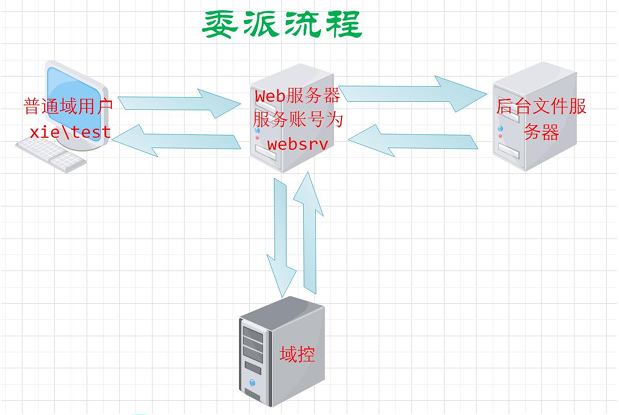 委派流程
普通域用户
xie\test
Web服务器
服务账号为
websrv
后台文件服
务器
域控